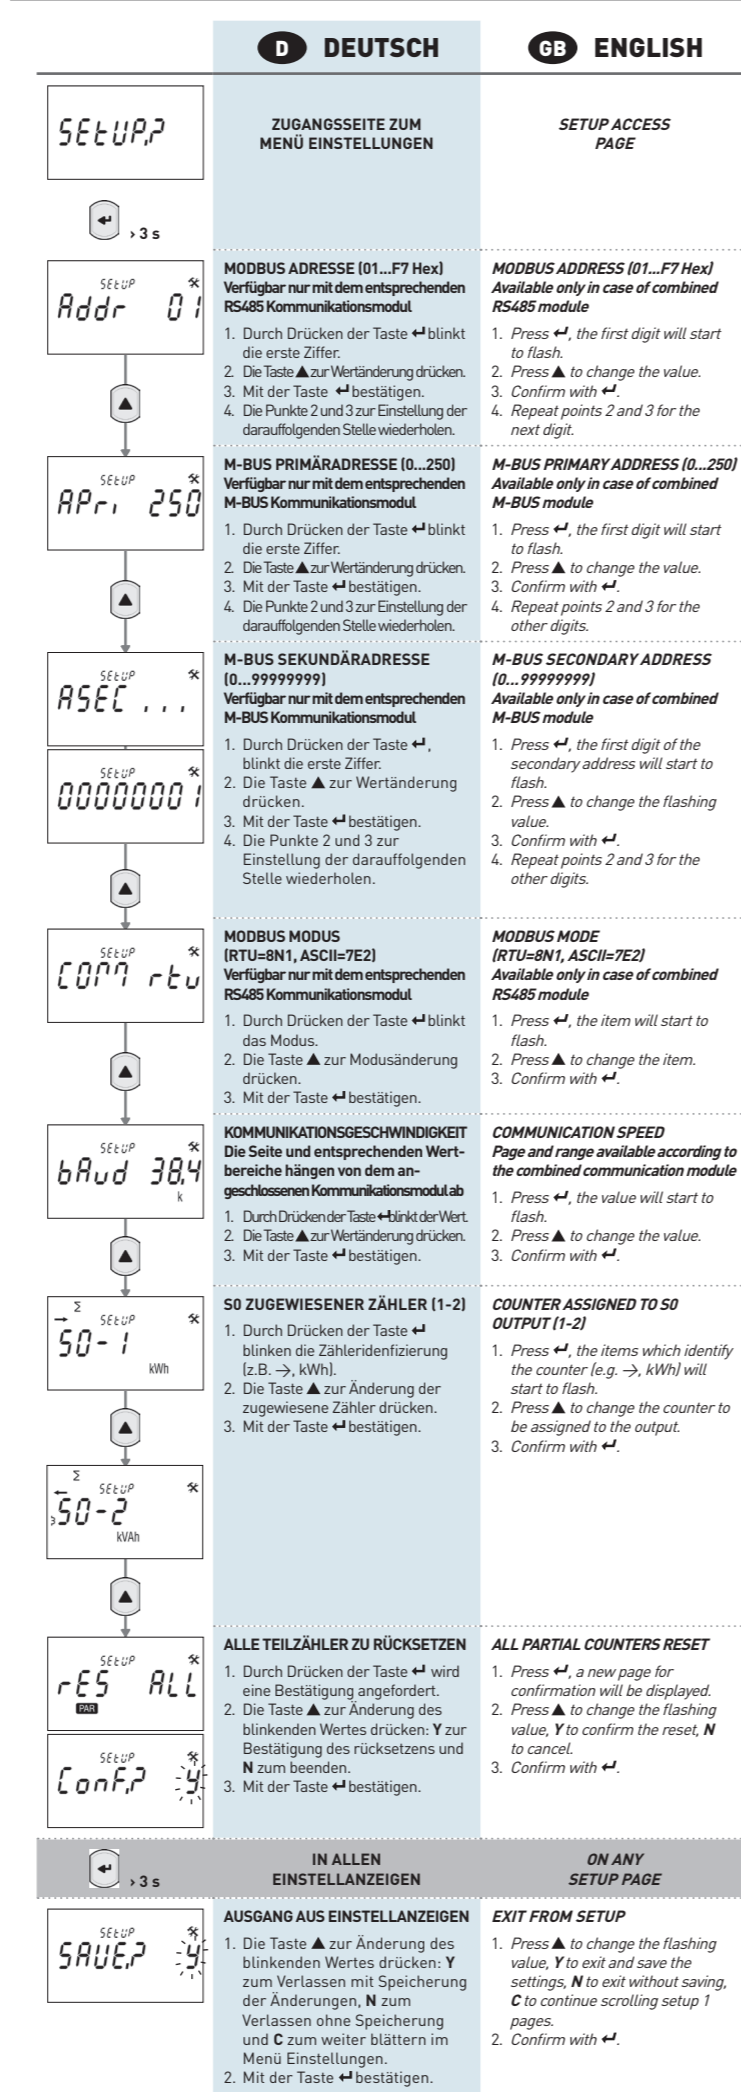 D DEUTSCH
GB ENGLISH
SEtUP.?
ZUGANGSSEITE ZUM
MENÜ EINSTELLUNGEN
SETUP ACCESS
PAGE
↵ › 3 s
SEtUP
Addr 01
MODBUS ADRESSE (01...F7 Hex)
Verfügbar nur mit dem entsprechenden
RS485 Kommunikationsmodul
1. Durch Drücken der Taste ↵ blinkt
die erste Ziffer.
2. Die Taste ▲ zur Wertänderung drücken.
3. Mit der Taste ↵ bestätigen.
4. Die Punkte 2 und 3 zur Einstellung der
darauffolgenden Stelle wiederholen.
MODBUS ADDRESS (01...F7 Hex)
Available only in case of combined
RS485 module
1. Press ↵, the first digit will start
to flash.
2. Press ▲ to change the value.
3. Confirm with ↵.
4. Repeat points 2 and 3 for the
next digit.
▲
SEtUP
APri 250
M-BUS PRIMÄRADRESSE (0...250)
Verfügbar nur mit dem entsprechenden
M-BUS Kommunikationsmodul
1. Durch Drücken der Taste ↵ blinkt
die erste Ziffer.
2. Die Taste ▲ zur Wertänderung drücken.
3. Mit der Taste ↵ bestätigen.
4. Die Punkte 2 und 3 zur Einstellung der
darauffolgenden Stelle wiederholen.
M-BUS PRIMARY ADDRESS (0...250)
Available only in case of combined
M-BUS module
1. Press ↵, the first digit will start
to flash.
2. Press ▲ to change the value.
3. Confirm with ↵.
4. Repeat points 2 and 3 for the
other digits.
▲
SEtUP
ASEC ...
SEtUP
00000001
M-BUS SEKUNDÄRADRESSE
(0...99999999)
Verfügbar nur mit dem entsprechenden
M-BUS Kommunikationsmodul
1. Durch Drücken der Taste ↵,
blinkt die erste Ziffer.
2. Die Taste ▲ zur Wertänderung
drücken.
3. Mit der Taste ↵ bestätigen.
4. Die Punkte 2 und 3 zur
Einstellung der darauffolgenden
Stelle wiederholen.
M-BUS SECONDARY ADDRESS
(0...99999999)
Available only in case of combined
M-BUS module
1. Press ↵, the first digit of the
secondary address will start to
flash.
2. Press ▲ to change the flashing
value.
3. Confirm with ↵.
4. Repeat points 2 and 3 for the
other digits.
▲
SEtUP
COM rtu
MODBUS MODUS
(RTU=8N1, ASCII=7E2)
Verfügbar nur mit dem entsprechenden
RS485 Kommunikationsmodul
1. Durch Drücken der Taste ↵ blinkt
das Modus.
2. Die Taste ▲ zur Modusänderung
drücken.
3. Mit der Taste ↵ bestätigen.
MODBUS MODE
(RTU=8N1, ASCII=7E2)
Available only in case of combined
RS485 module
1. Press ↵, the item will start to
flash.
2. Press ▲ to change the item.
3. Confirm with ↵.
▲
SEtUP
bAud 38,4
k
KOMMUNIKATIONSGESCHWINDIGKEIT
Die Seite und entsprechenden Wert-
bereiche hängen von dem an-
geschlossenen Kommunikationsmodul ab
1. Durch Drücken der Taste ↵ blinkt der Wert.
2. Die Taste ▲ zur Wertänderung drücken.
3. Mit der Taste ↵ bestätigen.
COMMUNICATION SPEED
Page and range available according to
the combined communication module
1. Press ↵, the value will start to
flash.
2. Press ▲ to change the value.
3. Confirm with ↵.
▲
→ Σ SEtUP
S0-1
kWh
▲
← Σ SEtUP
S0-2
kVAh
S0 ZUGEWIESENER ZÄHLER (1-2)
1. Durch Drücken der Taste ↵
blinken die Zähleridenfizierung
(z.B. →, kWh).
2. Die Taste ▲ zur Änderung der
zugewiesene Zähler drücken.
3. Mit der Taste ↵ bestätigen.
COUNTER ASSIGNED TO S0
OUTPUT (1-2)
1. Press ↵, the items which identify
the counter (e.g. →, kWh) will
start to flash.
2. Press ▲ to change the counter to
be assigned to the output.
3. Confirm with ↵.
▲
SEtUP
rES ALL
PAR
SEtUP
ConF.? Y
ALLE TEILZÄHLER ZU RÜCKSETZEN
1. Durch Drücken der Taste ↵ wird
eine Bestätigung angefordert.
2. Die Taste ▲ zur Änderung des
blinkenden Wertes drücken: Y zur
Bestätigung des rücksetzens und
N zum beenden.
3. Mit der Taste ↵ bestätigen.
ALL PARTIAL COUNTERS RESET
1. Press ↵, a new page for
confirmation will be displayed.
2. Press ▲ to change the flashing
value, Y to confirm the reset, N
to cancel.
3. Confirm with ↵.
↵ › 3 s
IN ALLEN
EINSTELLANZEIGEN
ON ANY
SETUP PAGE
SEtUP
SAUE.? Y
AUSGANG AUS EINSTELLANZEIGEN
1. Die Taste ▲ zur Änderung des
blinkenden Wertes drücken: Y
zum Verlassen mit Speicherung
der Änderungen, N zum
Verlassen ohne Speicherung
und C zum weiter blättern im
Menü Einstellungen.
2. Mit der Taste ↵ bestätigen.
EXIT FROM SETUP
1. Press ▲ to change the flashing
value, Y to exit and save the
settings, N to exit without saving,
C to continue scrolling setup 1
pages.
2. Confirm with ↵.